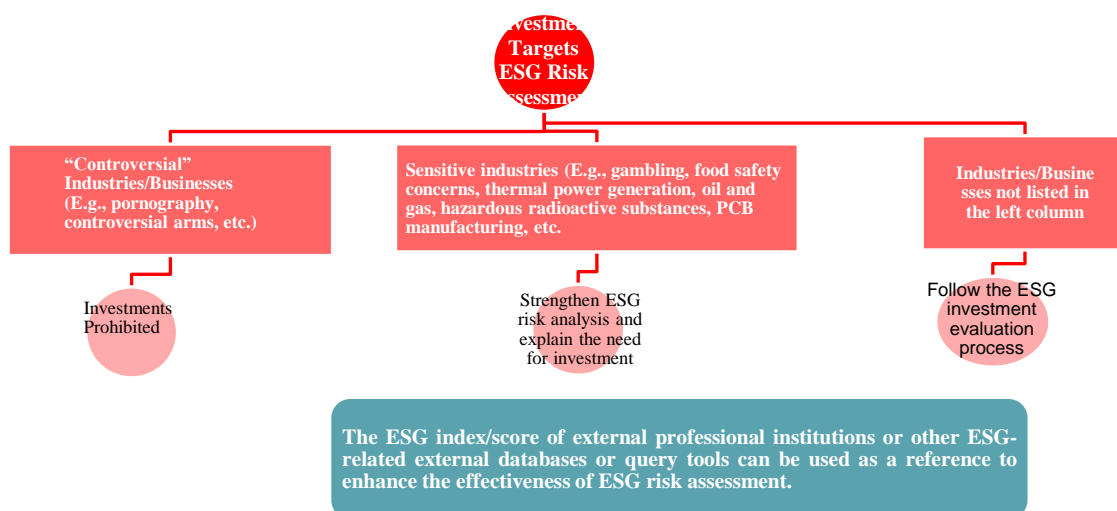 Targets
ESG Risk
“Controversial”
Industries/Businesses
(E.g., pornography,
controversial arms, etc.)
Sensitive industries (E.g., gambling, food safety
concerns, thermal power generation, oil and
gas, hazardous radioactive substances, PCB
manufacturing, etc.
Industries/Busine
sses not listed in
the left column
Investments
Prohibited
Strengthen ESG
risk analysis and
explain the need
for investment
Follow the ESG
investment
evaluation
process
The ESG index/score of external professional institutions or other ESG-
related external databases or query tools can be used as a reference to
enhance the effectiveness of ESG risk assessment.